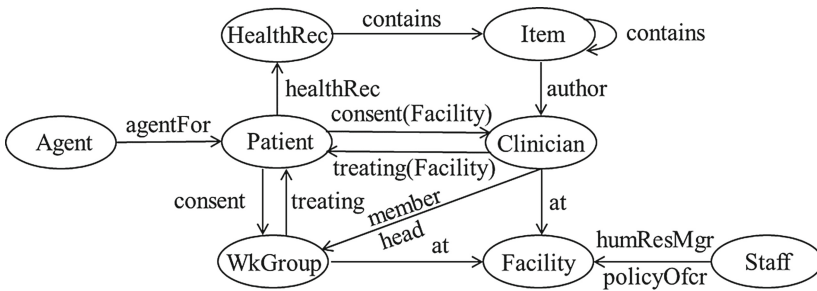 contains
HealthRec
Item
contains
healthRec
author
consent(Facility)
agentFor
Agent
Patient
Clinician
treating(Facility)
consent
treating
member
head
at
at
humResMgr
WkGroup
Facility
Staff
policyOfcr